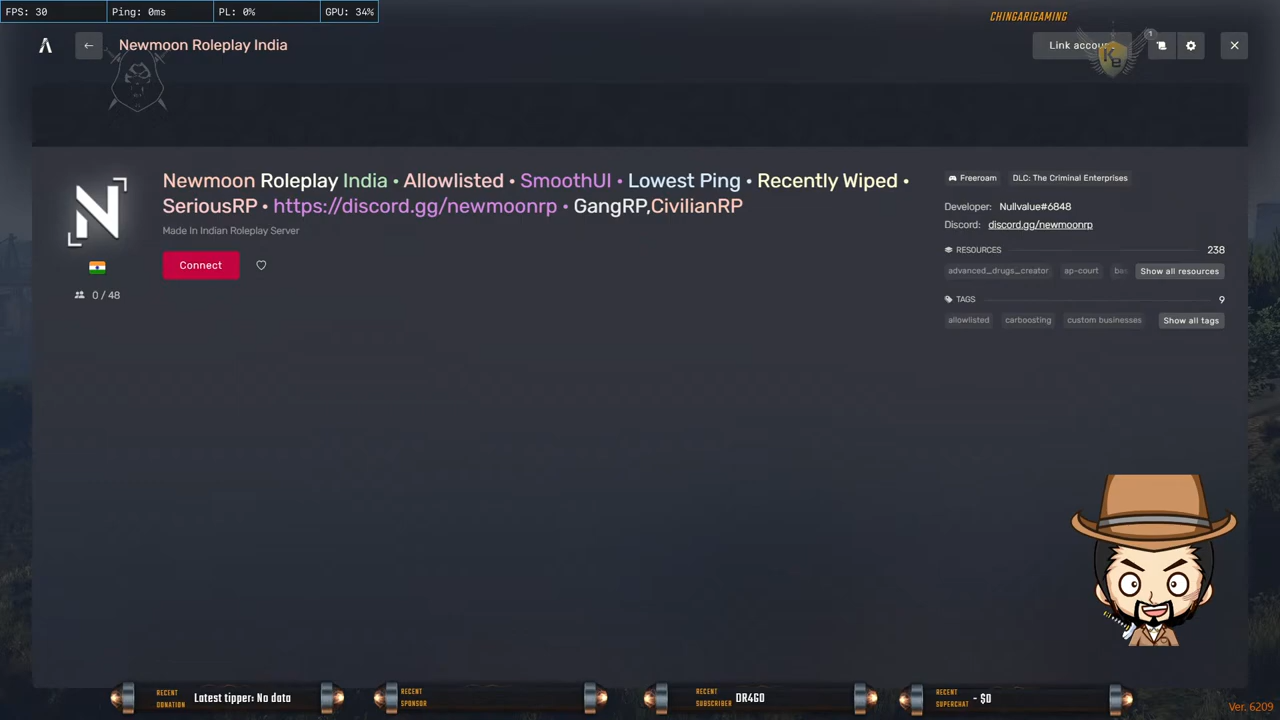 FPS: 30 Ping: 0ms PL: 0% GPU: 34%
CHINGARIGAMING
Newmoon Roleplay India
Link accou
1
KB
N
Newmoon Roleplay India • Allowlisted • SmoothUI • Lowest Ping • Recently Wiped •
SeriousRP • https://discord.gg/newmoonrp • GangRP,CivilianRP
Made In Indian Roleplay Server
Connect
0 / 48
Freeroam DLC: The Criminal Enterprises
Developer: Nullvalue#6848
Discord: discord.gg/newmoonrp
RESOURCES 238
advanced_drugs_creator ap-court ba Show all resources
TAGS 9
allowlisted carboosting custom businesses Show all tags
RECENT DONATION Latest tipper: No data
RECENT SPONSOR
RECENT SUBSCRIBER DR4GO
RECENT SUPERCHAT - $0
Ver. 6209